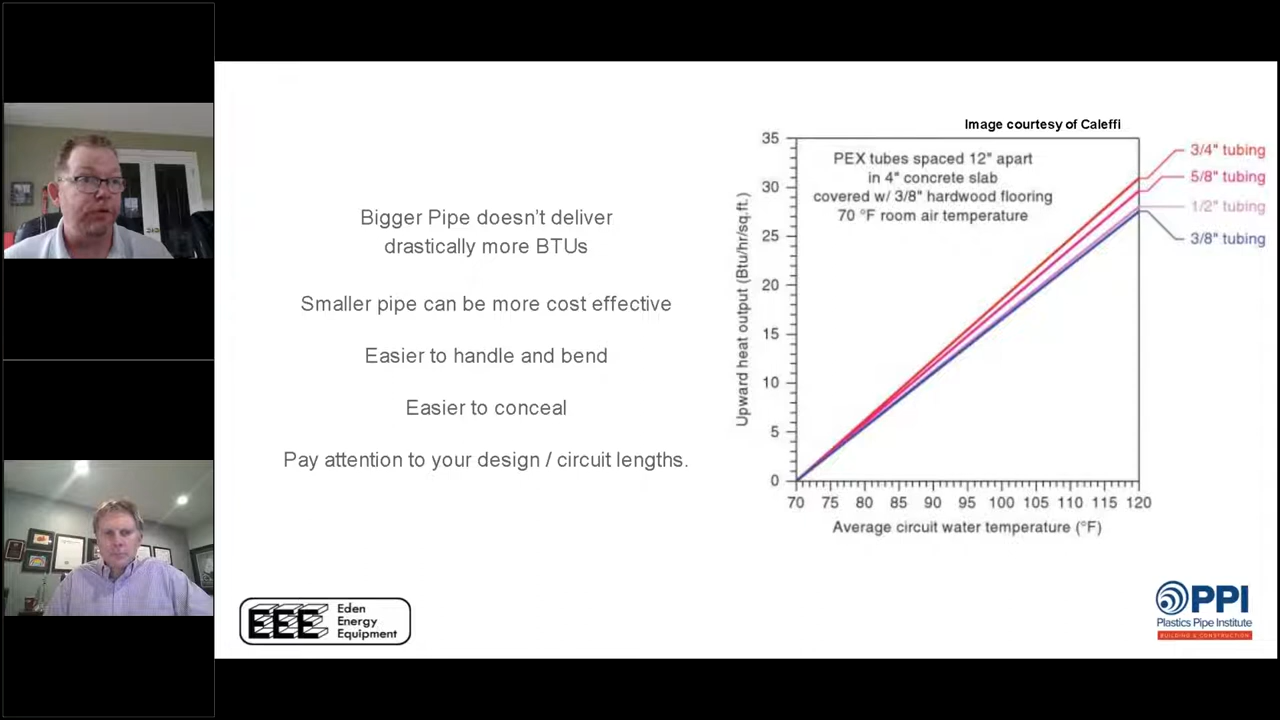 Bigger Pipe doesn't deliver
drastically more BTUs
Smaller pipe can be more cost effective
Easier to handle and bend
Easier to conceal
Pay attention to your design / circuit lengths.
Image courtesy of Caleffi
PEX tubes spaced 12" apart
in 4" concrete slab
covered w/ 3/8" hardwood flooring
70 °F room air temperature
3/4" tubing
5/8" tubing
1/2" tubing
3/8" tubing
Upward heat output (Btu/hr/sq.ft.)
35
30
25
20
15
10
5
0
70 75 80 85 90 95 100 105 110 115 120
Average circuit water temperature (°F)
EEE
Eden
Energy
Equipment
PPI
Plastics Pipe Institute
BUILDING & CONSTRUCTION